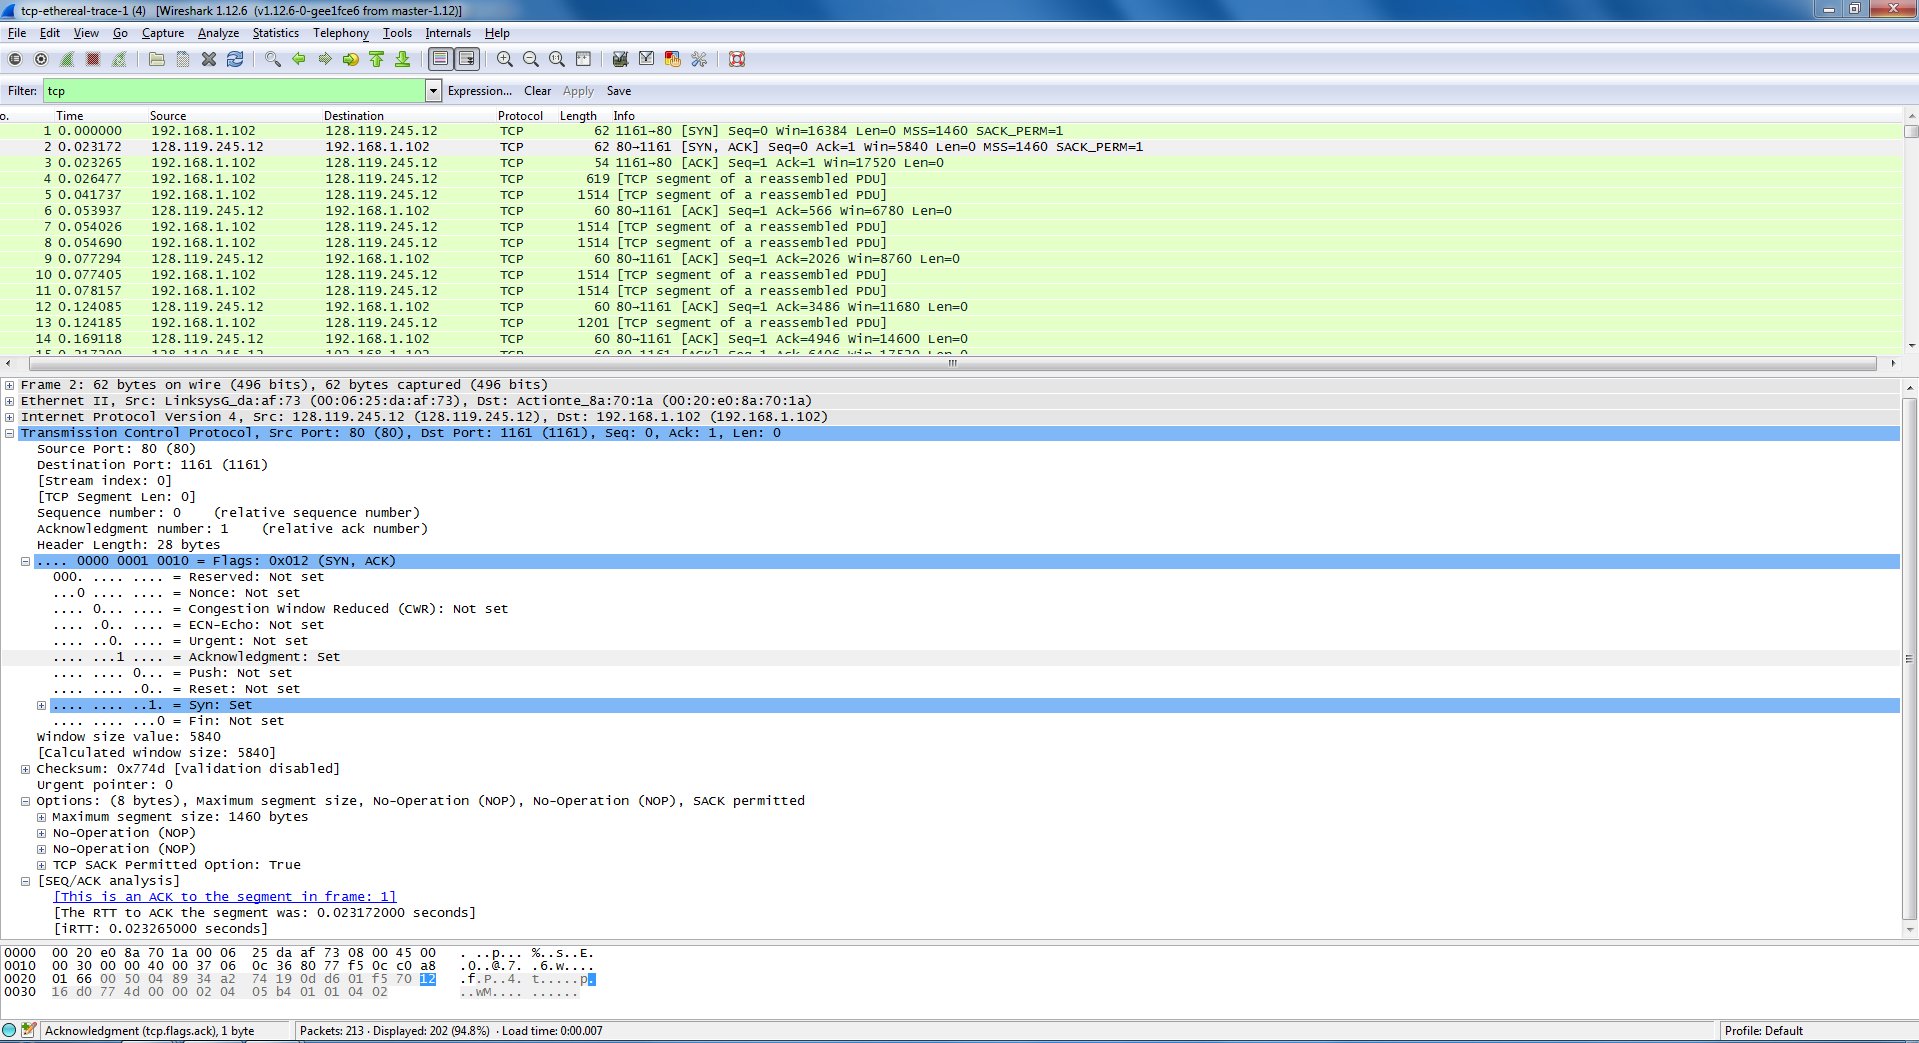 tcp-ethereal-trace-1 (4) [Wireshark 1.12.6 (v1.12.6-0-gee1fce6 from master-1.12)]
File Edit View Go Capture Analyze Statistics Telephony Tools Internals Help
Filter: tcp Expression... Clear Apply Save
o. Time Source Destination Protocol Length Info
1 0.000000 192.168.1.102 128.119.245.12 TCP 62 1161→80 [SYN] Seq=0 Win=16384 Len=0 MSS=1460 SACK_PERM=1
2 0.023172 128.119.245.12 192.168.1.102 TCP 62 80→1161 [SYN, ACK] Seq=0 Ack=1 Win=5840 Len=0 MSS=1460 SACK_PERM=1
3 0.023265 192.168.1.102 128.119.245.12 TCP 54 1161→80 [ACK] Seq=1 Ack=1 Win=17520 Len=0
4 0.026477 192.168.1.102 128.119.245.12 TCP 619 [TCP segment of a reassembled PDU]
5 0.041737 192.168.1.102 128.119.245.12 TCP 1514 [TCP segment of a reassembled PDU]
6 0.053937 128.119.245.12 192.168.1.102 TCP 60 80→1161 [ACK] Seq=1 Ack=566 Win=6780 Len=0
7 0.054026 192.168.1.102 128.119.245.12 TCP 1514 [TCP segment of a reassembled PDU]
8 0.054690 192.168.1.102 128.119.245.12 TCP 1514 [TCP segment of a reassembled PDU]
9 0.077294 128.119.245.12 192.168.1.102 TCP 60 80→1161 [ACK] Seq=1 Ack=2026 Win=8760 Len=0
10 0.077405 192.168.1.102 128.119.245.12 TCP 1514 [TCP segment of a reassembled PDU]
11 0.078157 192.168.1.102 128.119.245.12 TCP 1514 [TCP segment of a reassembled PDU]
12 0.124085 128.119.245.12 192.168.1.102 TCP 60 80→1161 [ACK] Seq=1 Ack=3486 Win=11680 Len=0
13 0.124185 192.168.1.102 128.119.245.12 TCP 1201 [TCP segment of a reassembled PDU]
14 0.169118 128.119.245.12 192.168.1.102 TCP 60 80→1161 [ACK] Seq=1 Ack=4946 Win=14600 Len=0
Frame 2: 62 bytes on wire (496 bits), 62 bytes captured (496 bits)
Ethernet II, Src: LinksysG_da:af:73 (00:06:25:da:af:73), Dst: Actionte_8a:70:1a (00:20:e0:8a:70:1a)
Internet Protocol Version 4, Src: 128.119.245.12 (128.119.245.12), Dst: 192.168.1.102 (192.168.1.102)
Transmission Control Protocol, Src Port: 80 (80), Dst Port: 1161 (1161), Seq: 0, Ack: 1, Len: 0
Source Port: 80 (80)
Destination Port: 1161 (1161)
[Stream index: 0]
[TCP Segment Len: 0]
Sequence number: 0 (relative sequence number)
Acknowledgment number: 1 (relative ack number)
Header Length: 28 bytes
.... 0000 0001 0010 = Flags: 0x012 (SYN, ACK)
000. .... .... = Reserved: Not set
...0 .... .... = Nonce: Not set
.... 0... .... = Congestion Window Reduced (CWR): Not set
.... .0.. .... = ECN-Echo: Not set
.... ..0. .... = Urgent: Not set
.... ...1 .... = Acknowledgment: Set
.... .... 0... = Push: Not set
.... .... .0.. = Reset: Not set
.... .... ..1. = Syn: Set
.... .... ...0 = Fin: Not set
Window size value: 5840
[Calculated window size: 5840]
Checksum: 0x774d [validation disabled]
Urgent pointer: 0
Options: (8 bytes), Maximum segment size, No-Operation (NOP), No-Operation (NOP), SACK permitted
Maximum segment size: 1460 bytes
No-Operation (NOP)
No-Operation (NOP)
TCP SACK Permitted Option: True
[SEQ/ACK analysis]
[This is an ACK to the segment in frame: 1]
[The RTT to ACK the segment was: 0.023172000 seconds]
[iRTT: 0.023265000 seconds]
0000 00 20 e0 8a 70 1a 00 06 25 da af 73 08 00 45 00 . ..p... %..s..E.
0010 00 30 00 00 40 00 37 06 0c 36 80 77 f5 0c c0 a8 .0..@.7. .6.w....
0020 01 66 00 50 04 89 34 a2 74 19 0d d6 01 f5 70 12 .f.P..4. t.....p.
0030 16 d0 77 4d 00 00 02 04 05 b4 01 01 04 02 ..wM.... ......
Acknowledgment (tcp.flags.ack), 1 byte Packets: 213 · Displayed: 202 (94.8%) · Load time: 0:00.007 Profile: Default